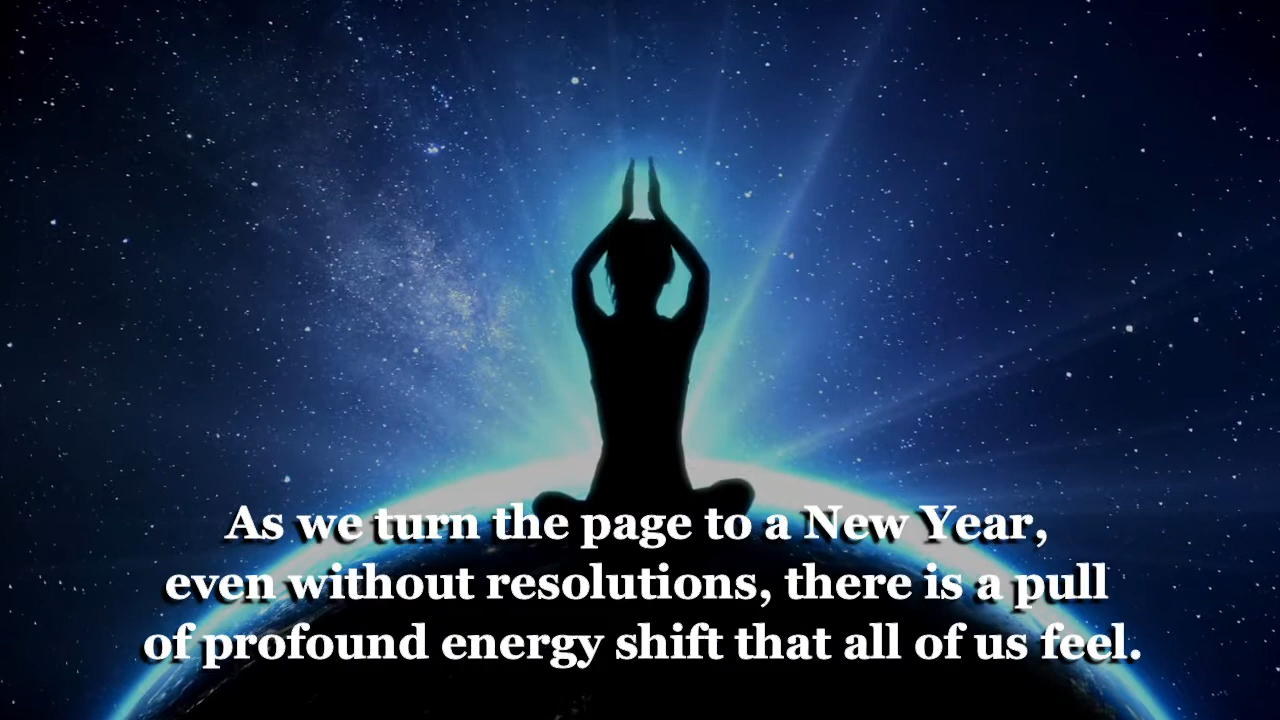 As we turn the page to a New Year,
even without resolutions, there is a pull
of profound energy shift that all of us feel.